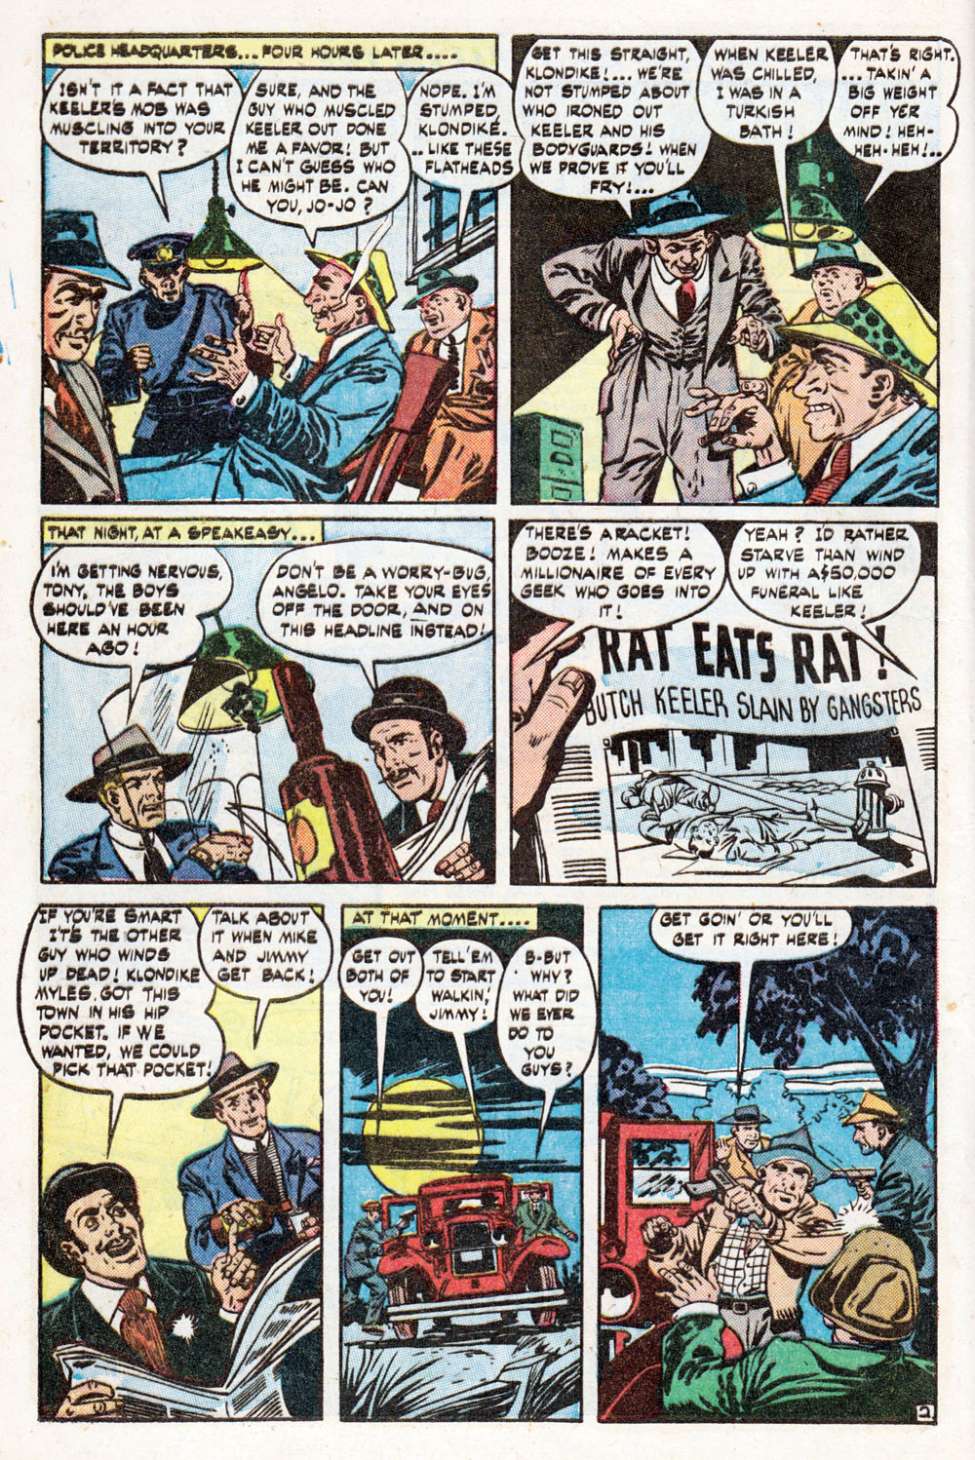 POLICE HEADQUARTERS... FOUR HOURS LATER....
ISN'T IT A FACT THAT
KEELER'S MOB WAS
MUSCLING INTO YOUR
TERRITORY?
SURE, AND THE
GUY WHO MUSCLED
KEELER OUT DONE
ME A FAVOR! BUT
I CAN'T GUESS WHO
HE MIGHT BE. CAN
YOU, JO-JO?
NOPE. I'M
STUMPED,
KLONDIKE.
..LIKE THESE
FLATHEADS
GET THIS STRAIGHT,
KLONDIKE!... WE'RE
NOT STUMPED ABOUT
WHO IRONED OUT
KEELER AND HIS
BODYGUARDS! WHEN
WE PROVE IT YOU'LL
FRY!...
WHEN KEELER
WAS CHILLED,
I WAS IN A
TURKISH
BATH!
THAT'S RIGHT.
...TAKIN' A
BIG WEIGHT
OFF YER
MIND! HEH-
HEH-HEH!...
THAT NIGHT, AT A SPEAKEASY...
I'M GETTING NERVOUS,
TONY. THE BOYS
SHOULD'VE BEEN
HERE AN HOUR
AGO!
DON'T BE A WORRY-BUG,
ANGELO. TAKE YOUR EYES
OFF THE DOOR, AND ON
THIS HEADLINE INSTEAD!
THERE'S A RACKET!
BOOZE! MAKES A
MILLIONAIRE OF EVERY
GEEK WHO GOES INTO
IT!
YEAH? I'D RATHER
STARVE THAN WIND
UP WITH A $50,000
FUNERAL LIKE
KEELER!
RAT EATS RAT!
BUTCH KEELER SLAIN BY GANGSTERS
IF YOU'RE SMART
IT'S THE OTHER
GUY WHO WINDS
UP DEAD! KLONDIKE
MYLES. GOT THIS
TOWN IN HIS HIP
POCKET. IF WE
WANTED, WE COULD
PICK THAT POCKET!
TALK ABOUT
IT WHEN MIKE
AND JIMMY
GET BACK!
AT THAT MOMENT....
GET OUT
BOTH OF
YOU!
TELL 'EM
TO START
WALKIN',
JIMMY!
B-BUT
WHY?
WHAT DID
WE EVER
DO TO
YOU
GUYS?
GET GOIN' OR YOU'LL
GET IT RIGHT HERE!
2